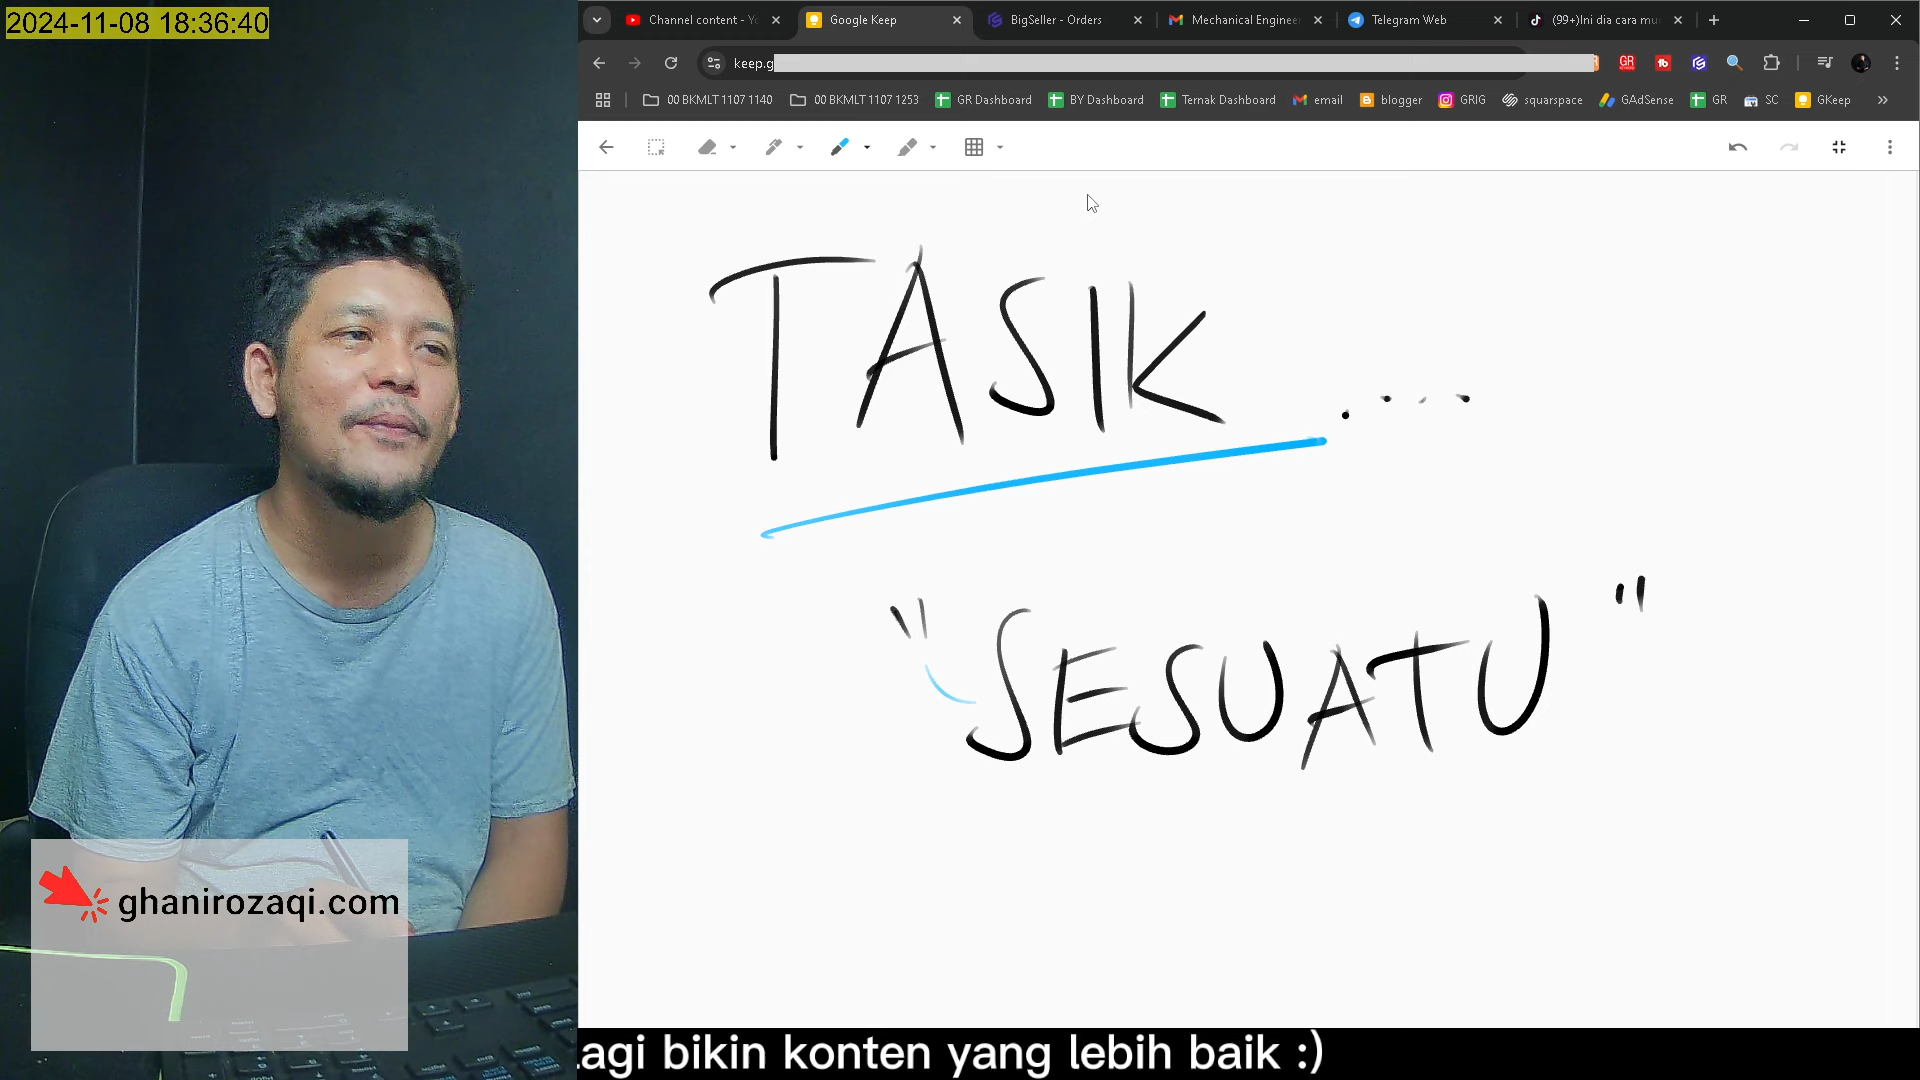 2024-11-08 18:36:40
Channel content - Yo
Google Keep
BigSeller - Orders
Mechanical Enginee
Telegram Web
(99+)Ini dia cara mu
keep.g
00 BKMLT 1107 1140
00 BKMLT 1107 1253
GR Dashboard
BY Dashboard
Ternak Dashboard
email
blogger
GRIG
squarspace
GAdSense
GR
SC
GKeep
TASIK ....
"SESUATU"
ghanirozaqi.com
agi bikin konten yang lebih baik :)